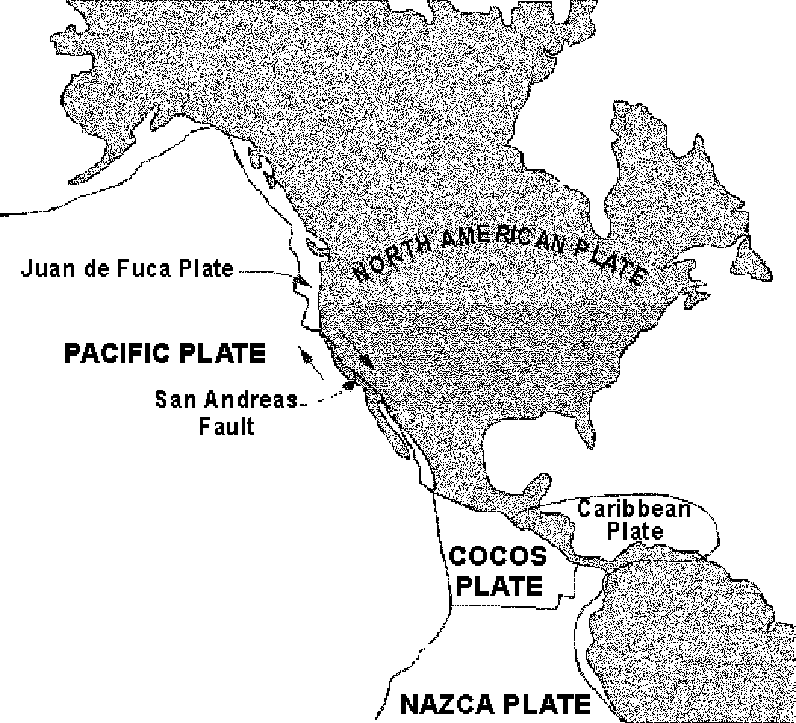 NORTH AMERICAN PLATE
Juan de Fuca Plate
PACIFIC PLATE
San Andreas
Fault
Caribbean
Plate
COCOS
PLATE
NAZCA PLATE